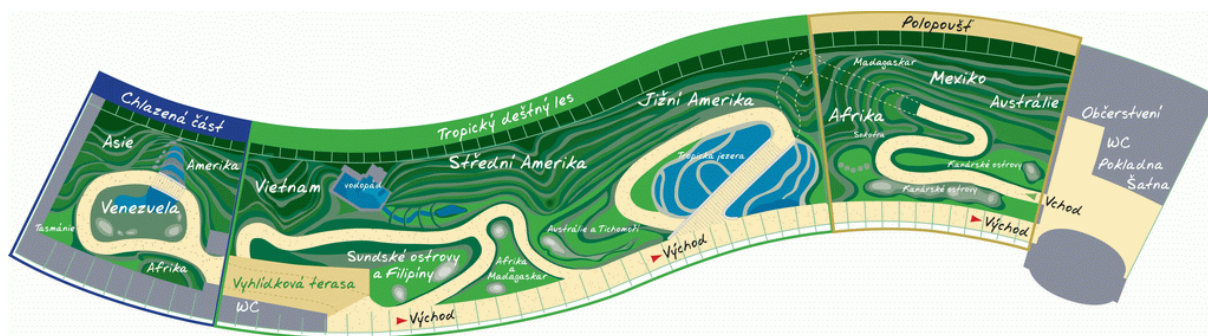 Chlazená část
Asie
Amerika
Venezuela
Tasmánie
Afrika
Tropický deštný les
Vietnam
vodopád
Střední Amerika
Jižní Amerika
Tropická jezera
Sundské ostrovy
a Filipíny
Afrika
a
Madagaskar
Austrálie a Tichomoří
Vyhlídková terasa
WC
Východ
Východ
Polopoušť
Madagaskar
Mexiko
Austrálie
Afrika
Sokotra
Kanárské ostrovy
Kanárské ostrovy
Vchod
Východ
Občerstvení
WC
Pokladna
Šatna